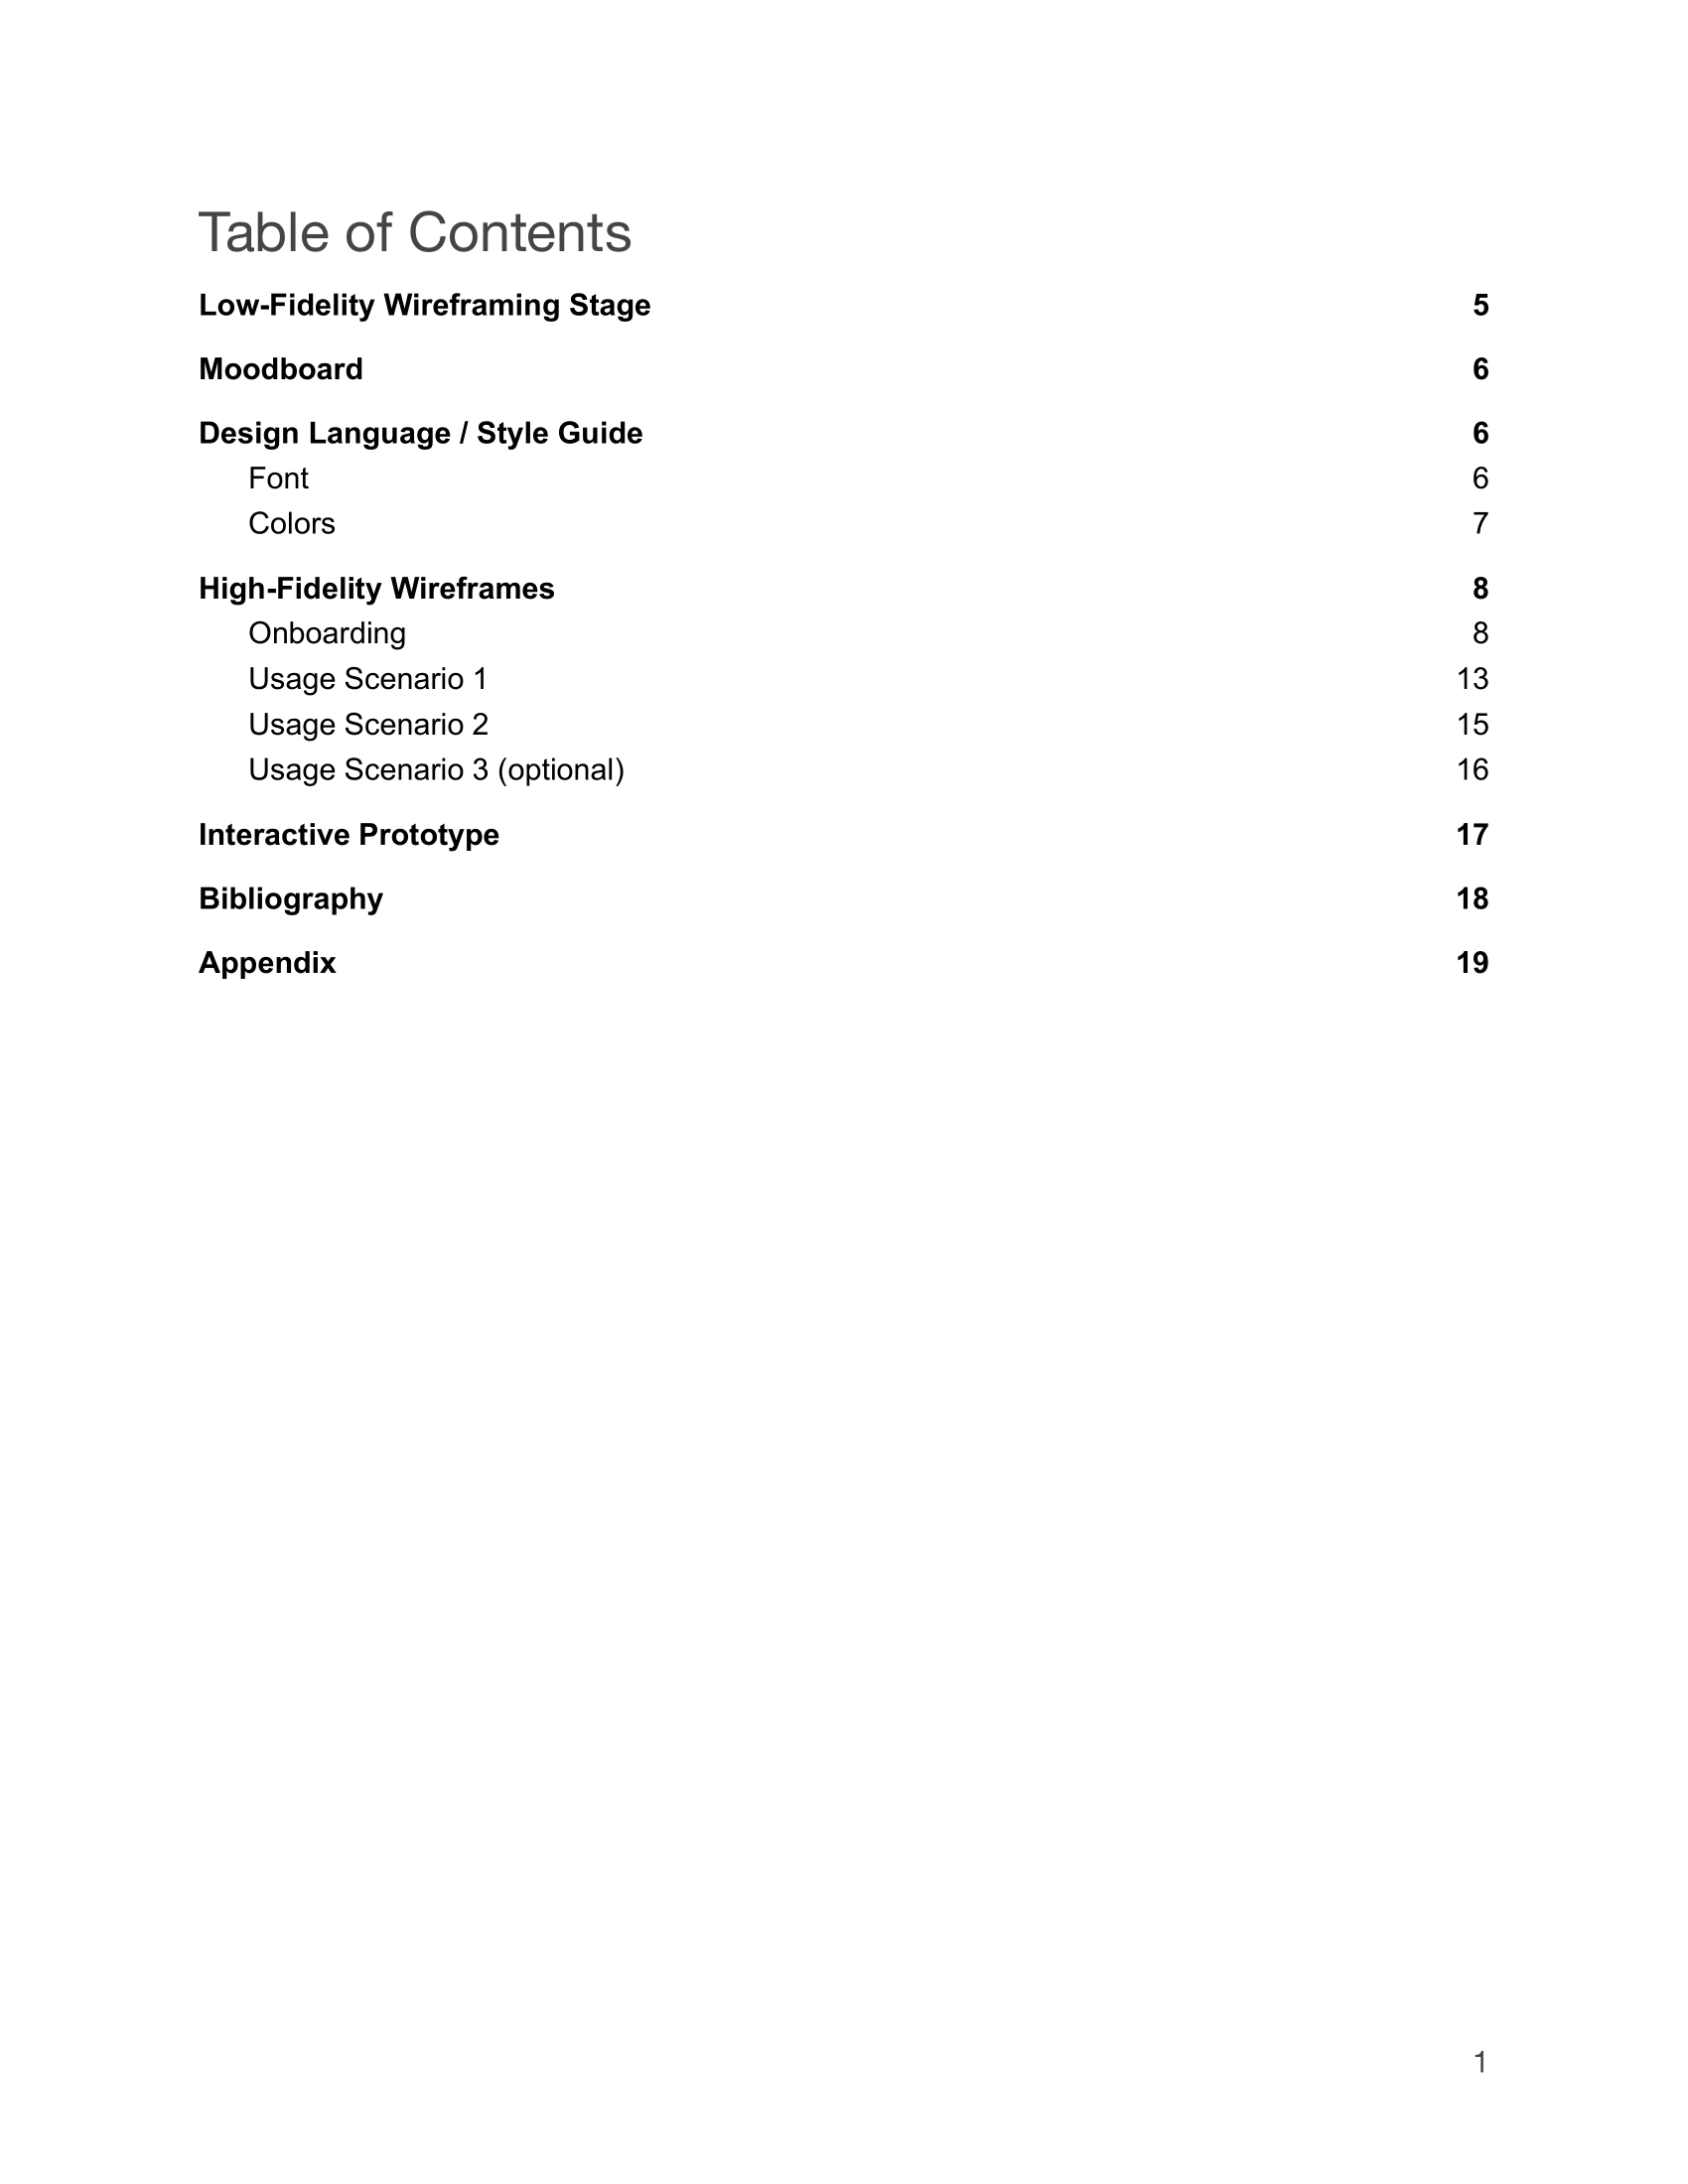 Table of Contents
Low-Fidelity Wireframing Stage 5
Moodboard 6
Design Language / Style Guide 6
Font 6
Colors 7
High-Fidelity Wireframes 8
Onboarding 8
Usage Scenario 1 13
Usage Scenario 2 15
Usage Scenario 3 (optional) 16
Interactive Prototype 17
Bibliography 18
Appendix 19
1